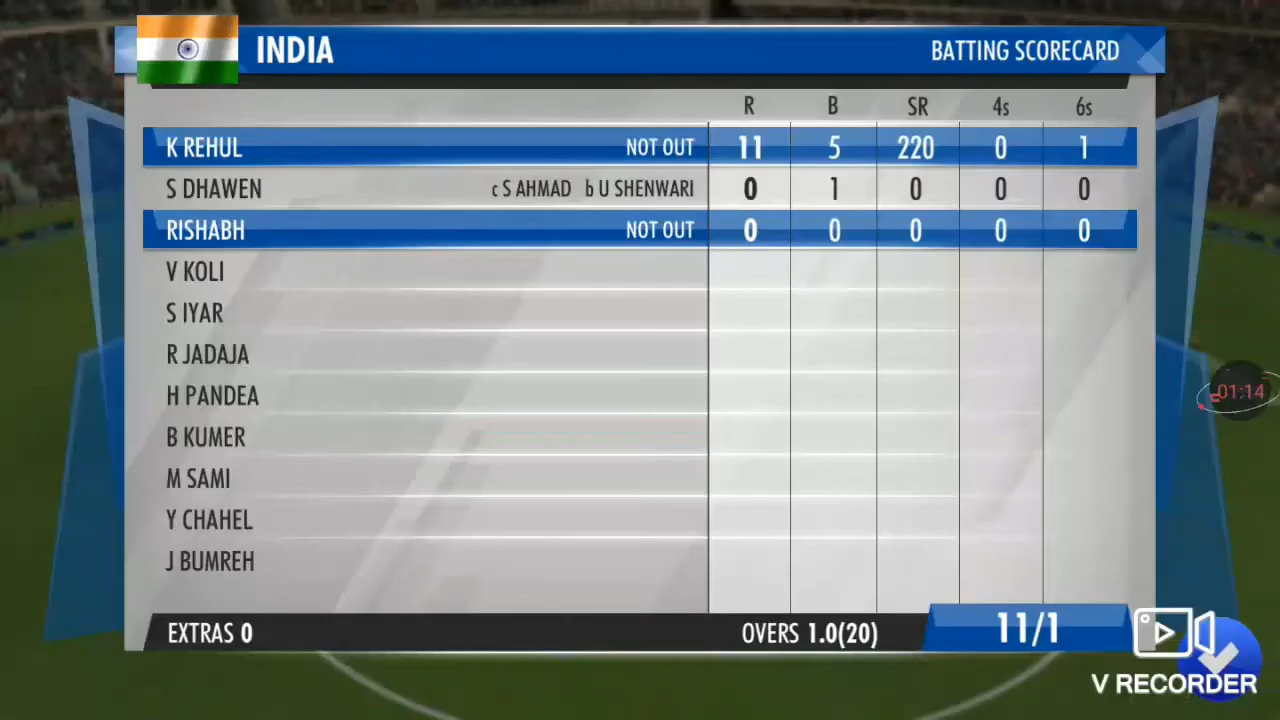 INDIA BATTING SCORECARD
R B SR 4s 6s
K REHUL NOT OUT 11 5 220 0 1
S DHAWEN c S AHMAD b U SHENWARI 0 1 0 0 0
RISHABH NOT OUT 0 0 0 0 0
V KOLI
S IYAR
R JADAJA
H PANDEA
B KUMER
M SAMI
Y CHAHEL
J BUMREH
EXTRAS 0 OVERS 1.0(20) 11/1
01:14
V RECORDER